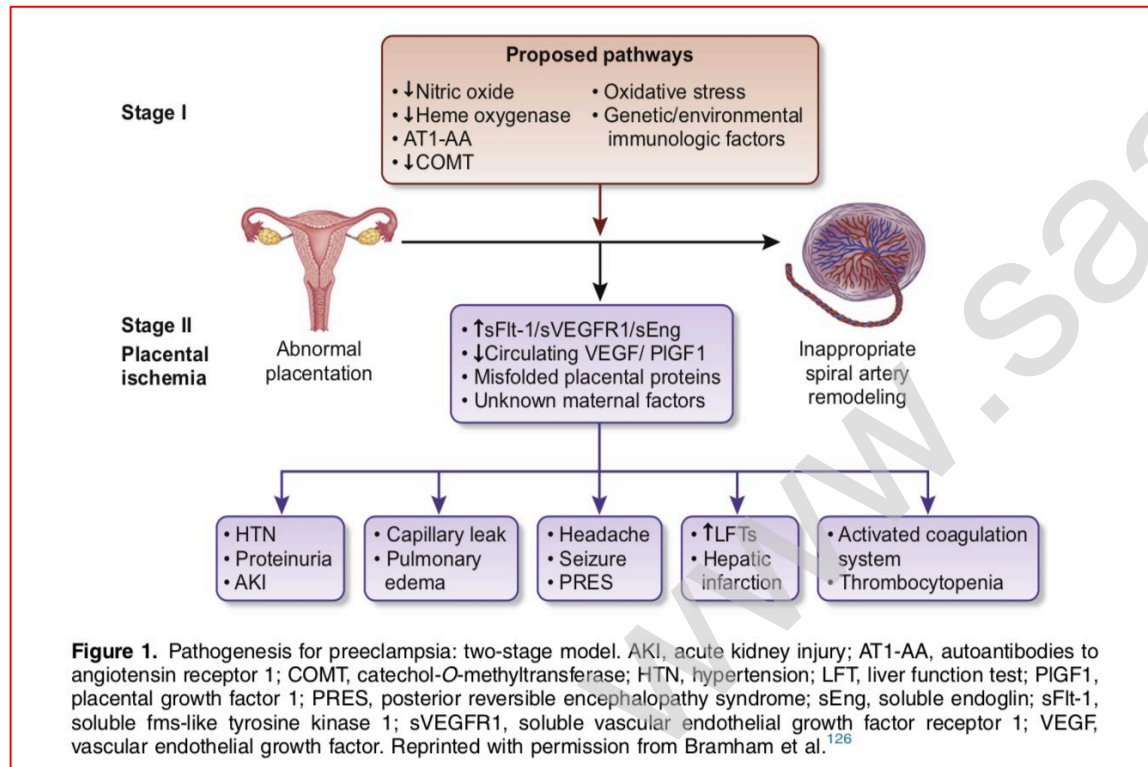 Proposed pathways
• ↓Nitric oxide
• ↓Heme oxygenase
• AT1-AA
• ↓COMT
• Oxidative stress
• Genetic/environmental
immunologic factors
Stage I
Stage II
Placental
ischemia
Abnormal
placentation
• ↑sFlt-1/sVEGFR1/sEng
• ↓Circulating VEGF/ PlGF1
• Misfolded placental proteins
• Unknown maternal factors
Inappropriate
spiral artery
remodeling
• HTN
• Proteinuria
• AKI
• Capillary leak
• Pulmonary
edema
• Headache
• Seizure
• PRES
• ↑LFTs
• Hepatic
infarction
• Activated coagulation
system
• Thrombocytopenia
Figure 1. Pathogenesis for preeclampsia: two-stage model. AKI, acute kidney injury; AT1-AA, autoantibodies to
angiotensin receptor 1; COMT, catechol-O-methyltransferase; HTN, hypertension; LFT, liver function test; PlGF1,
placental growth factor 1; PRES, posterior reversible encephalopathy syndrome; sEng, soluble endoglin; sFlt-1,
soluble fms-like tyrosine kinase 1; sVEGFR1, soluble vascular endothelial growth factor receptor 1; VEGF,
vascular endothelial growth factor. Reprinted with permission from Bramham et al.126
www.sa